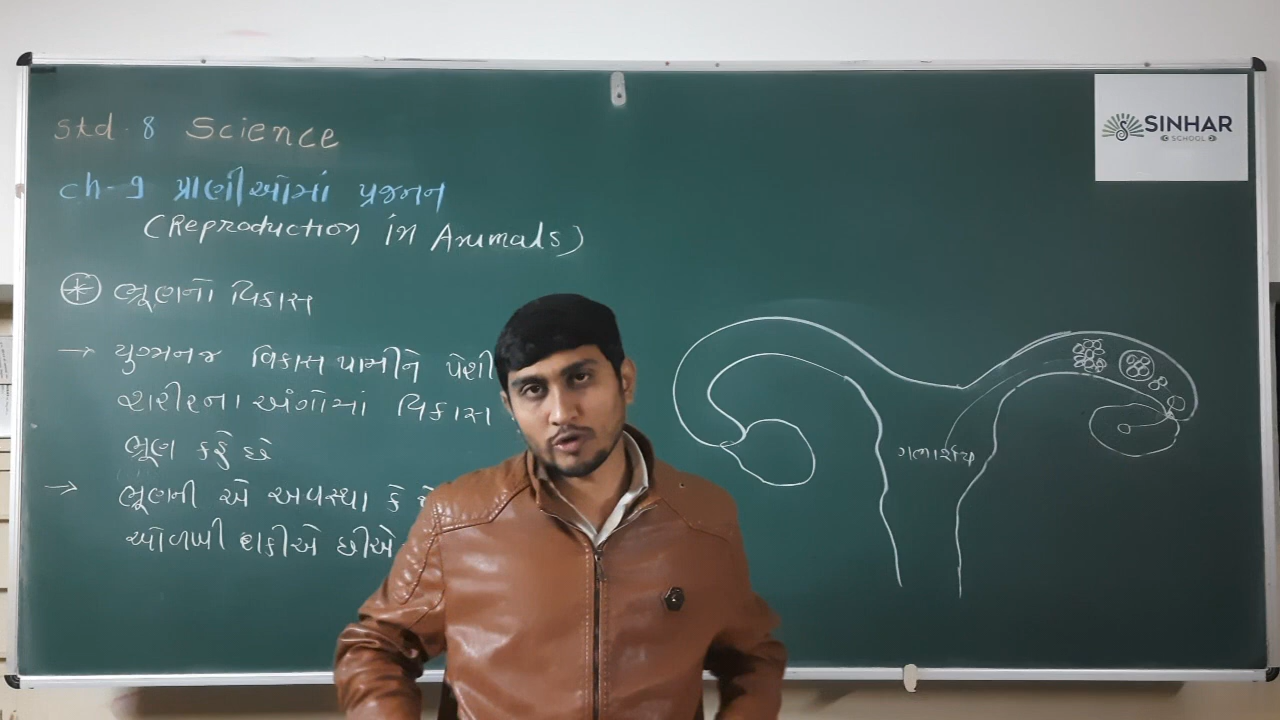 Std. 8 Science
ch-9 પ્રાણીઓમાં પ્રજનન
(Reproduction in Animals)
ભ્રૂણનો વિકાસ
→ યુગ્મનજ વિકાસ પામીને પેશી
શરીરના અંગોમાં વિકાસ
ભ્રૂણ કહે છે
→ ભ્રૂણની એ અવસ્થા કે
ઓળખી શકીએ છીએ
ગર્ભાશય
SINHAR
SCHOOL